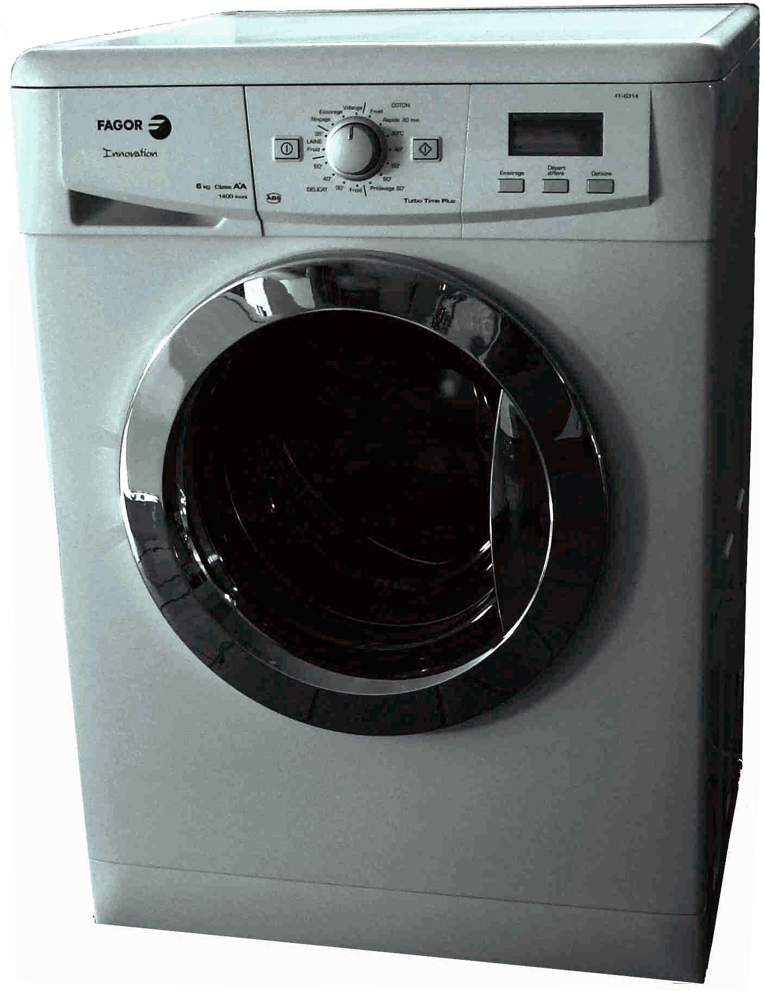 FAGOR
Innovation
6 kg Class AA
1400 tours
ABS
Vidange
Essorage
Rinçage
35°
LAINE
Froid
60°
40°
DELICAT
30°
Froid
COTON
Froid
Rapide 30 min
30°C
40°
50°
60°
Prélavage 60°
Turbo Time Plus
FF-6314
Essorage
Départ
différé
Options